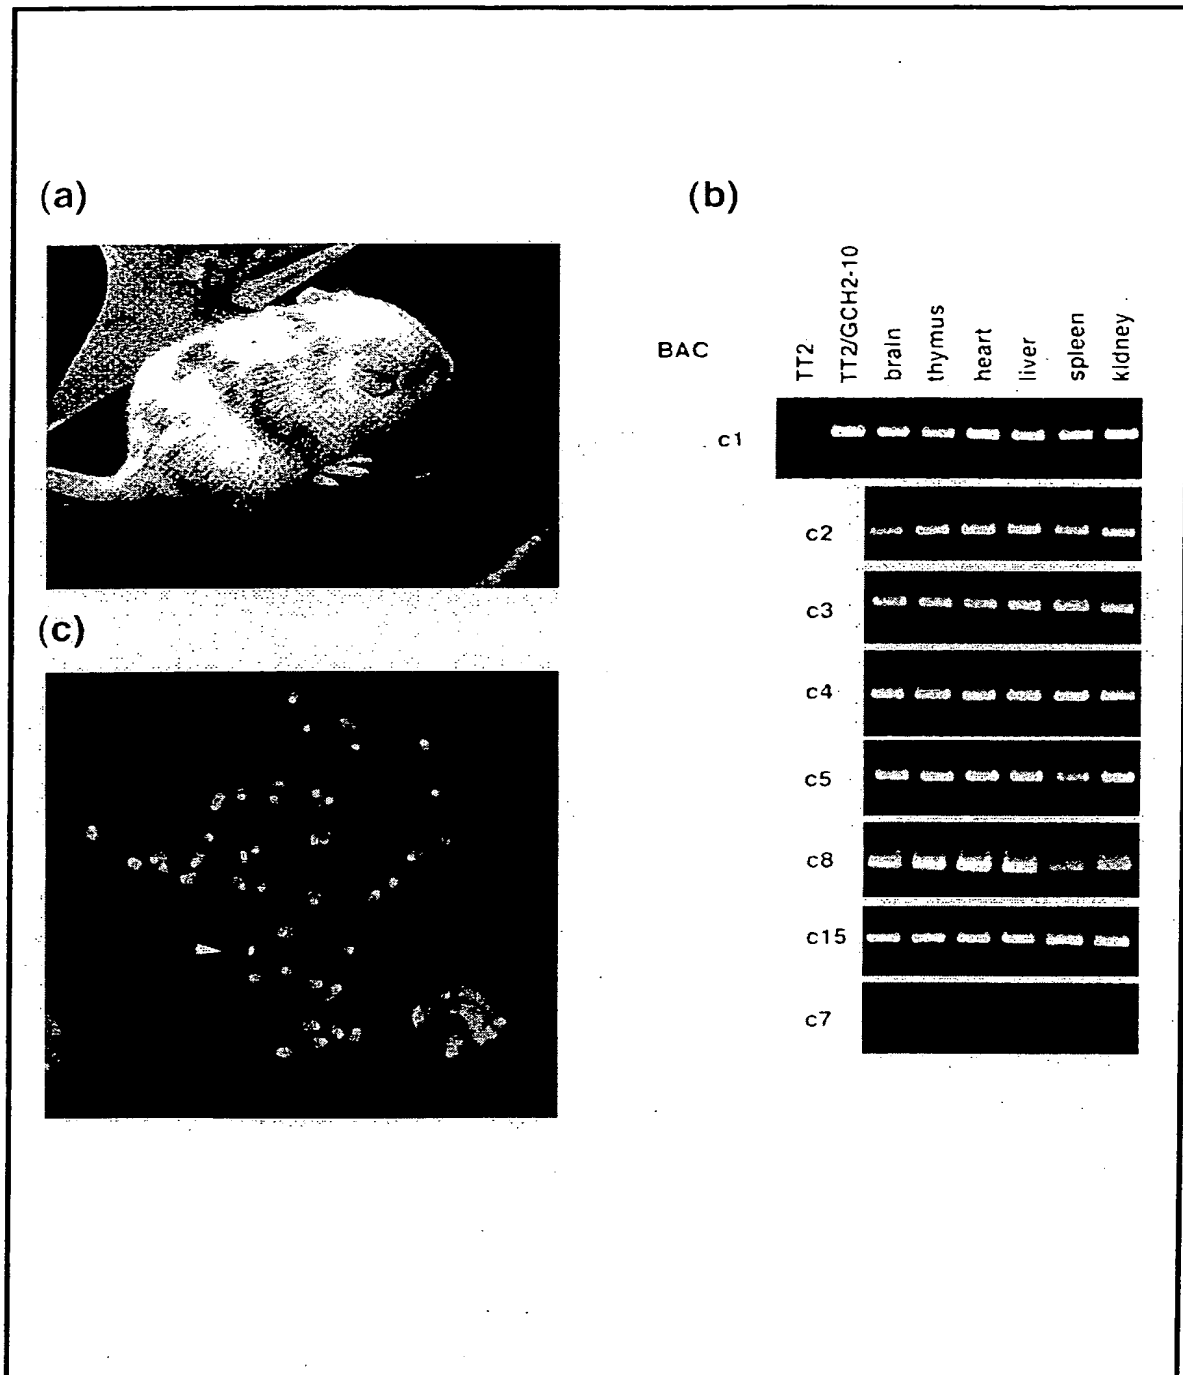 (a)
(b)
BAC
TT2
TT2/GCH2-10
brain
thymus
heart
liver
spleen
kidney
c1
c2
c3
c4
c5
c8
c15
c7
(c)